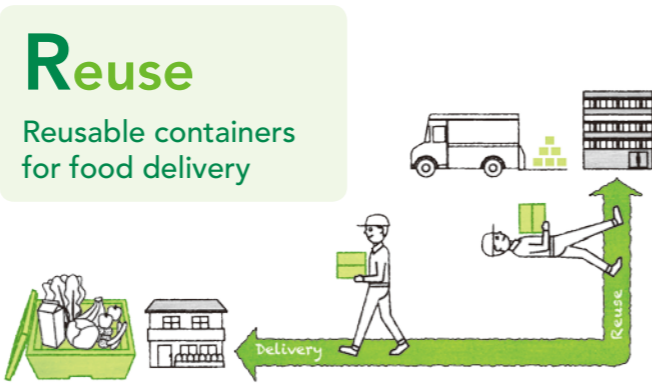 Reuse
Reusable containers
for food delivery
Delivery
Reuse